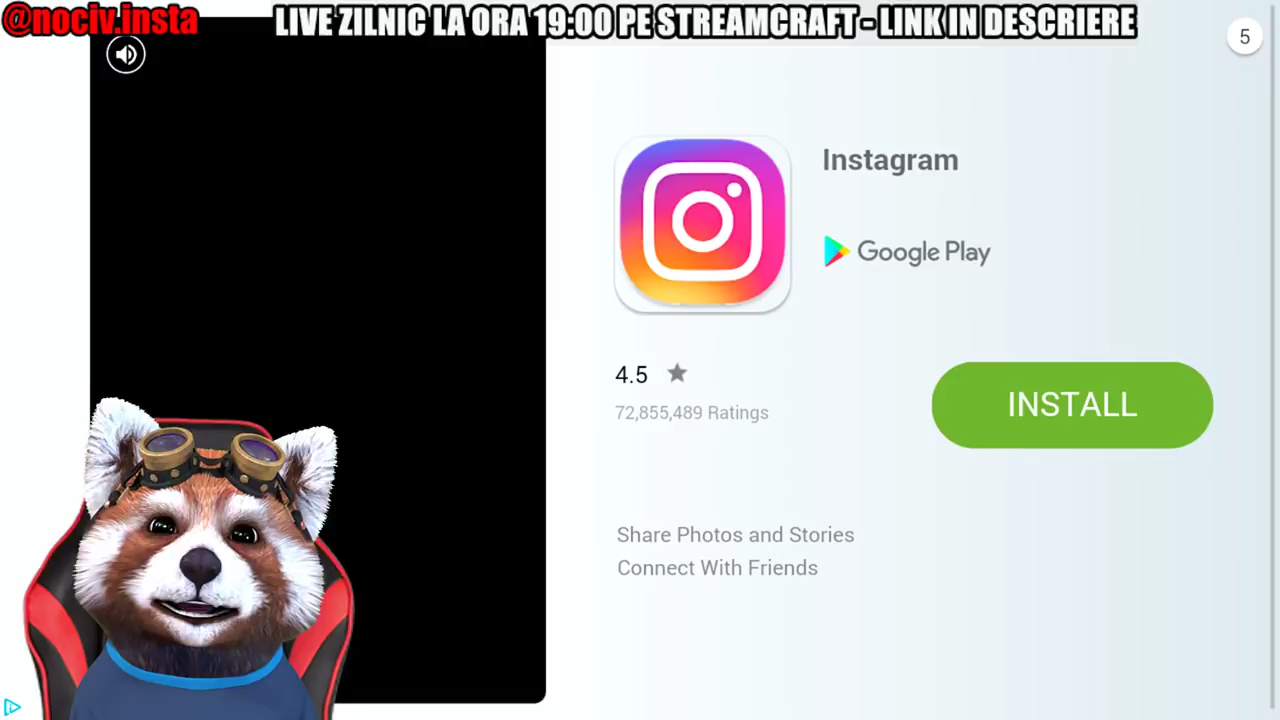 @nociv.insta
LIVE ZILNIC LA ORA 19:00 PE STREAMCRAFT - LINK IN DESCRIERE
5
Instagram
Google Play
4.5
72,855,489 Ratings
INSTALL
Share Photos and Stories
Connect With Friends